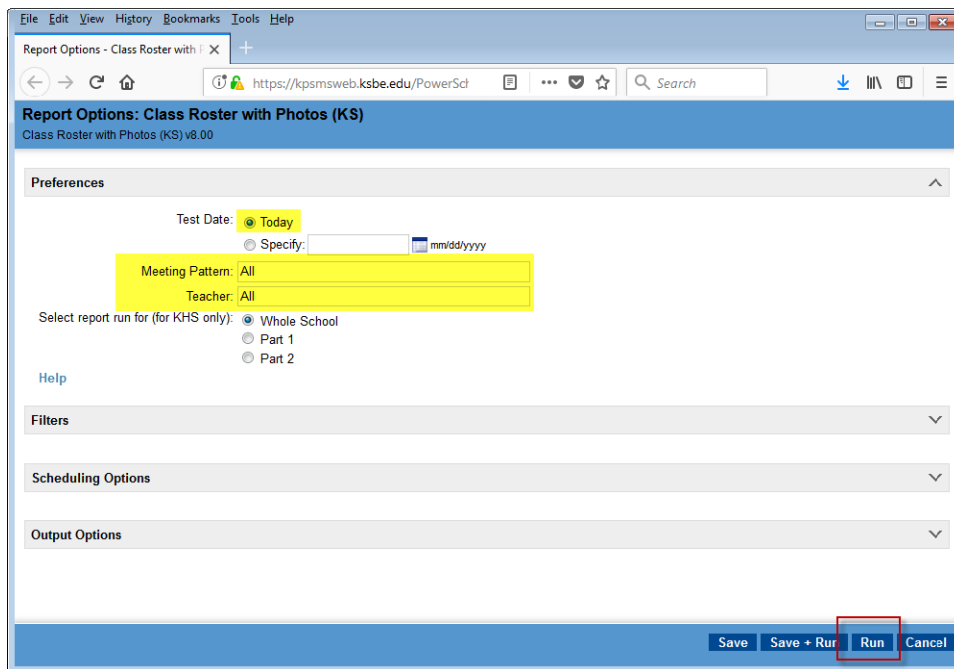 File Edit View History Bookmarks Tools Help
Report Options - Class Roster with
https://kpsmsweb.ksbe.edu/PowerSch
Search
Report Options: Class Roster with Photos (KS)
Class Roster with Photos (KS) v8.00
Preferences
Test Date: Today
Specify: mm/dd/yyyy
Meeting Pattern: All
Teacher: All
Select report run for (for KHS only): Whole School
Part 1
Part 2
Help
Filters
Scheduling Options
Output Options
Save Save + Run Run Cancel